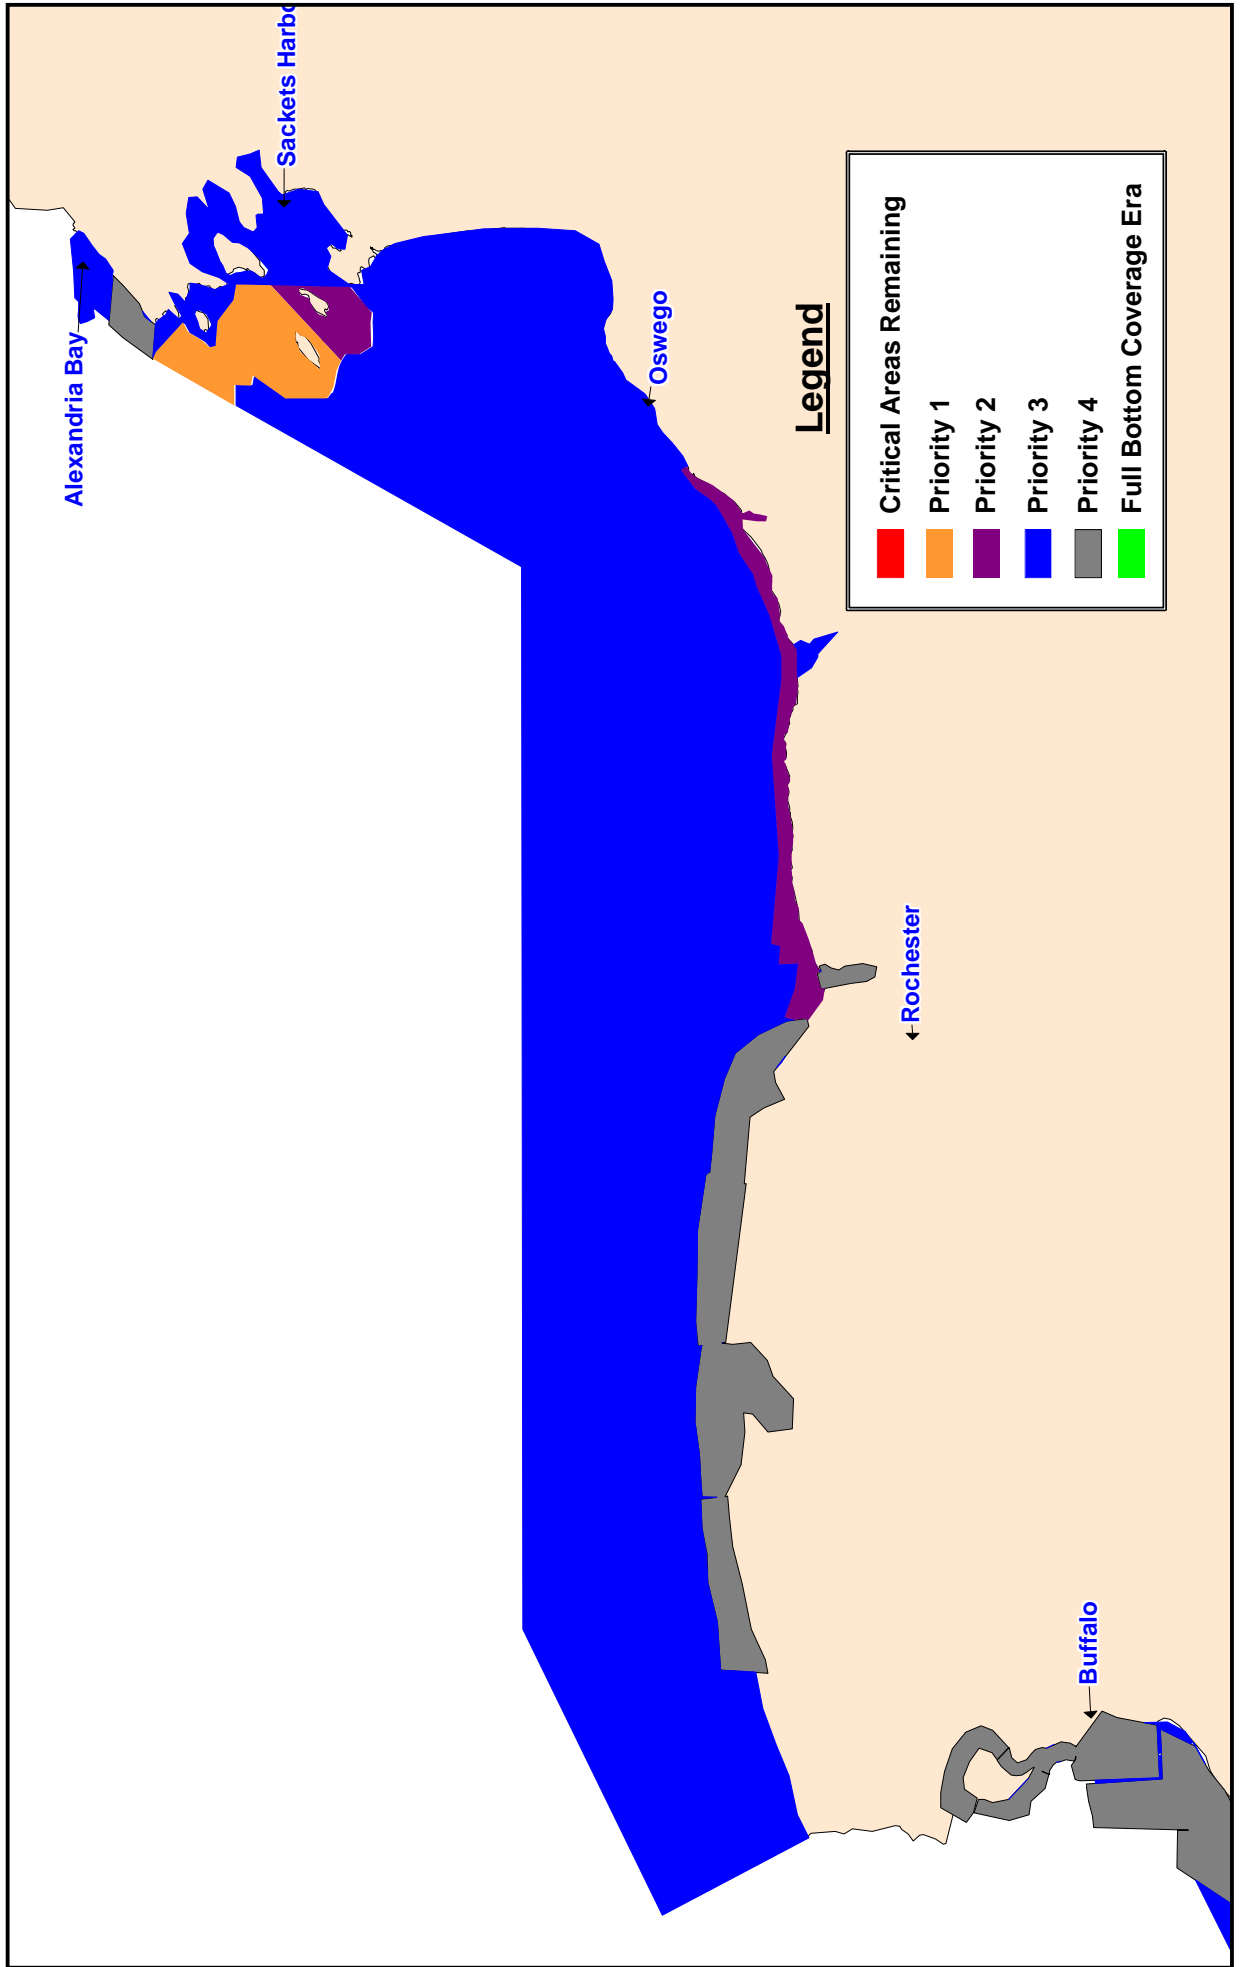 Alexandria Bay
Sackets Harbo
Oswego
Rochester
Buffalo
Legend
Critical Areas Remaining
Priority 1
Priority 2
Priority 3
Priority 4
Full Bottom Coverage Era